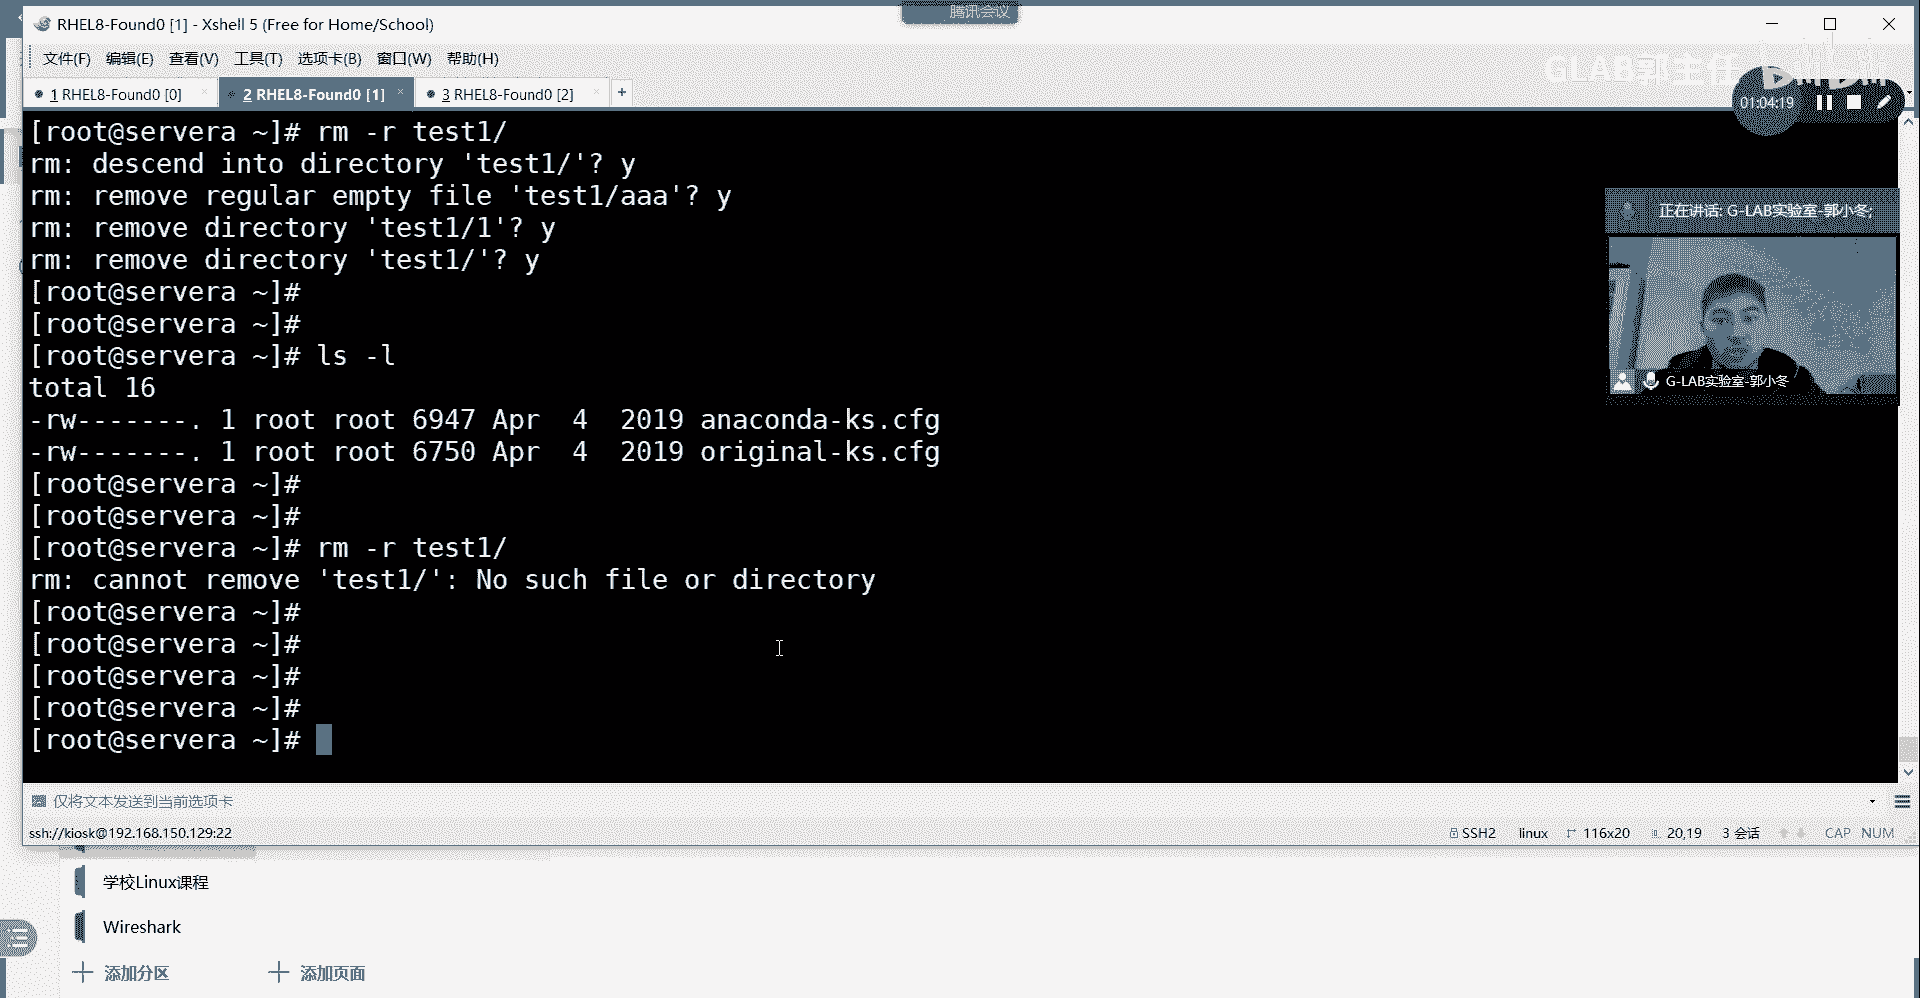 腾讯会议
RHEL8-Found0 [1] - Xshell 5 (Free for Home/School)
文件(F) 编辑(E) 查看(V) 工具(T) 选项卡(B) 窗口(W) 帮助(H)
GLAB郭主任
1 RHEL8-Found0 [0] 2 RHEL8-Found0 [1] 3 RHEL8-Found0 [2] +
01:04:19
[root@servera ~]# rm -r test1/
rm: descend into directory 'test1/'? y
rm: remove regular empty file 'test1/aaa'? y
rm: remove directory 'test1/1'? y
rm: remove directory 'test1/'? y
[root@servera ~]#
[root@servera ~]#
[root@servera ~]# ls -l
total 16
-rw-------. 1 root root 6947 Apr  4  2019 anaconda-ks.cfg
-rw-------. 1 root root 6750 Apr  4  2019 original-ks.cfg
[root@servera ~]#
[root@servera ~]#
[root@servera ~]# rm -r test1/
rm: cannot remove 'test1/': No such file or directory
[root@servera ~]#
[root@servera ~]#
[root@servera ~]#
[root@servera ~]#
[root@servera ~]#
正在讲话: G-LAB实验室-郭小冬;
G-LAB实验室-郭小冬
仅将文本发送到当前选项卡
ssh://kiosk@192.168.150.129:22 SSH2 linux 116x20 20,19 3 会话 CAP NUM
学校Linux课程
Wireshark
添加分区 添加页面